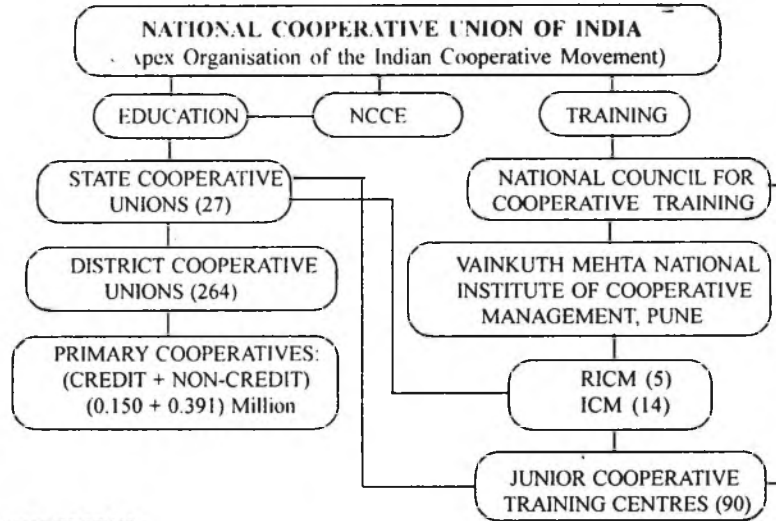 NATIONAL COOPERATIVE UNION OF INDIA
pex Organisation of the Indian Cooperative Movement)
EDUCATION
NCCE
TRAINING
STATE COOPERATIVE
UNIONS (27)
NATIONAL COUNCIL FOR
COOPERATIVE TRAINING
DISTRICT COOPERATIVE
UNIONS (264)
VAINKUTH MEHTA NATIONAL
INSTITUTE OF COOPERATIVE
MANAGEMENT, PUNE
PRIMARY COOPERATIVES:
(CREDIT + NON-CREDIT)
(0.150 + 0.391) Million
RICM (5)
ICM (14)
JUNIOR COOPERATIVE
TRAINING CENTRES (90)